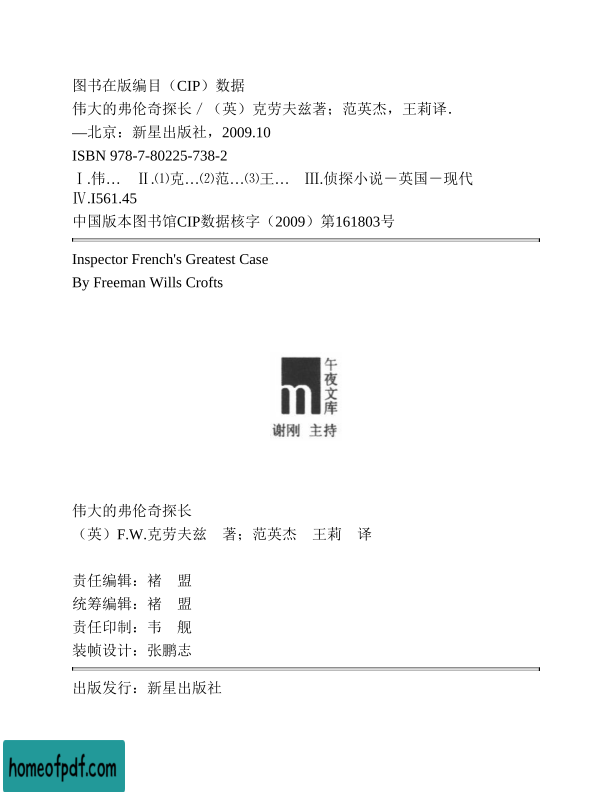 图书在版编目（CIP）数据
伟大的弗伦奇探长／（英）克劳夫兹著；范英杰，王莉译．
—北京：新星出版社，2009.10
ISBN 978-7-80225-738-2
Ⅰ.伟…　Ⅱ.⑴克…⑵范…⑶王…　Ⅲ.侦探小说－英国－现代
Ⅳ.I561.45
中国版本图书馆CIP数据核字（2009）第161803号
Inspector French's Greatest Case
By Freeman Wills Crofts
m
午夜文库
谢刚　主持
伟大的弗伦奇探长
（英）F.W.克劳夫兹　著；范英杰　王莉　译
责任编辑：褚　盟
统筹编辑：褚　盟
责任印制：韦　舰
装帧设计：张鹏志
出版发行：新星出版社
homeofpdf.com